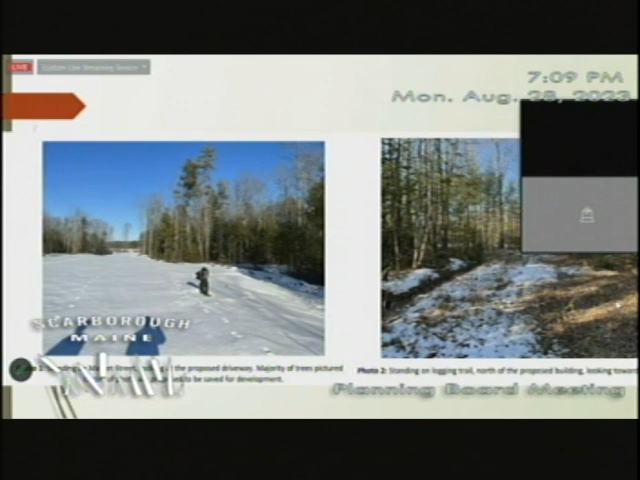 LIVE Custom Live Streaming Service
7:09 PM
Mon. Aug. 28, 2023
SCARBOROUGH
MAINE
the proposed driveway. Majority of trees pictured
to be saved for development.
Photo 2: Standing on logging trail, north of the proposed building, looking
Planning Board Meeting